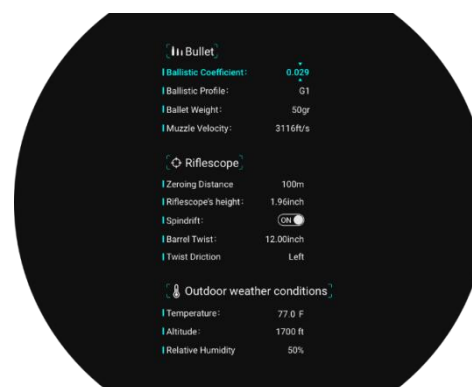 Bullet
Ballistic Coefficient: 0.029
Ballistic Profile: G1
Ballet Weight: 50gr
Muzzle Velocity: 3116ft/s
Riflescope
Zeroing Distance 100m
Riflescope's height: 1.96inch
Spindrift: ON
Barrel Twist: 12.00inch
Twist Driction Left
Outdoor weather conditions
Temperature: 77.0 F
Altitude: 1700 ft
Relative Humidity 50%